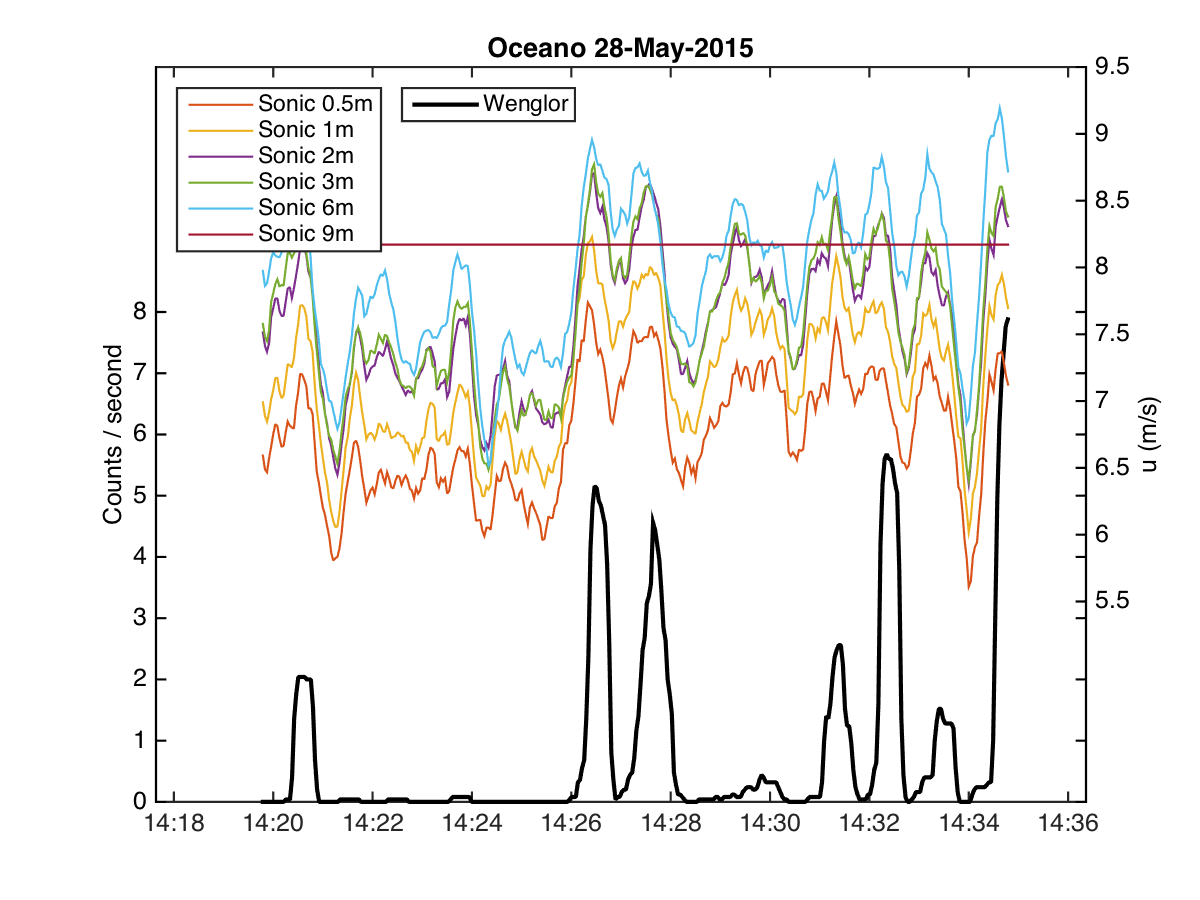 Oceano 28-May-2015
Sonic 0.5m
Sonic 1m
Sonic 2m
Sonic 3m
Sonic 6m
Sonic 9m
Wenglor
Counts / second
8
7
6
5
4
3
2
1
0
9.5
9
8.5
8
7.5
7
6.5
6
5.5
u (m/s)
14:18 14:20 14:22 14:24 14:26 14:28 14:30 14:32 14:34 14:36